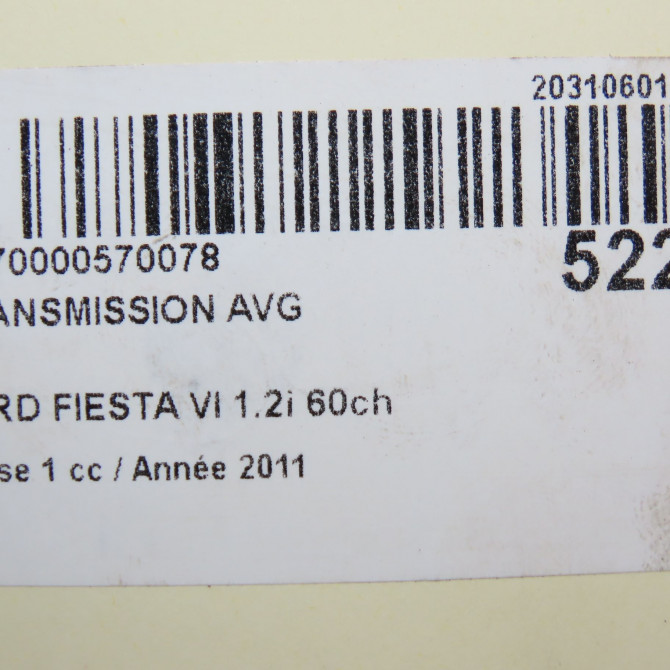 20310601
70000570078
522
ANSMISSION AVG
RD FIESTA VI 1.2i 60ch
se 1 cc / Année 2011